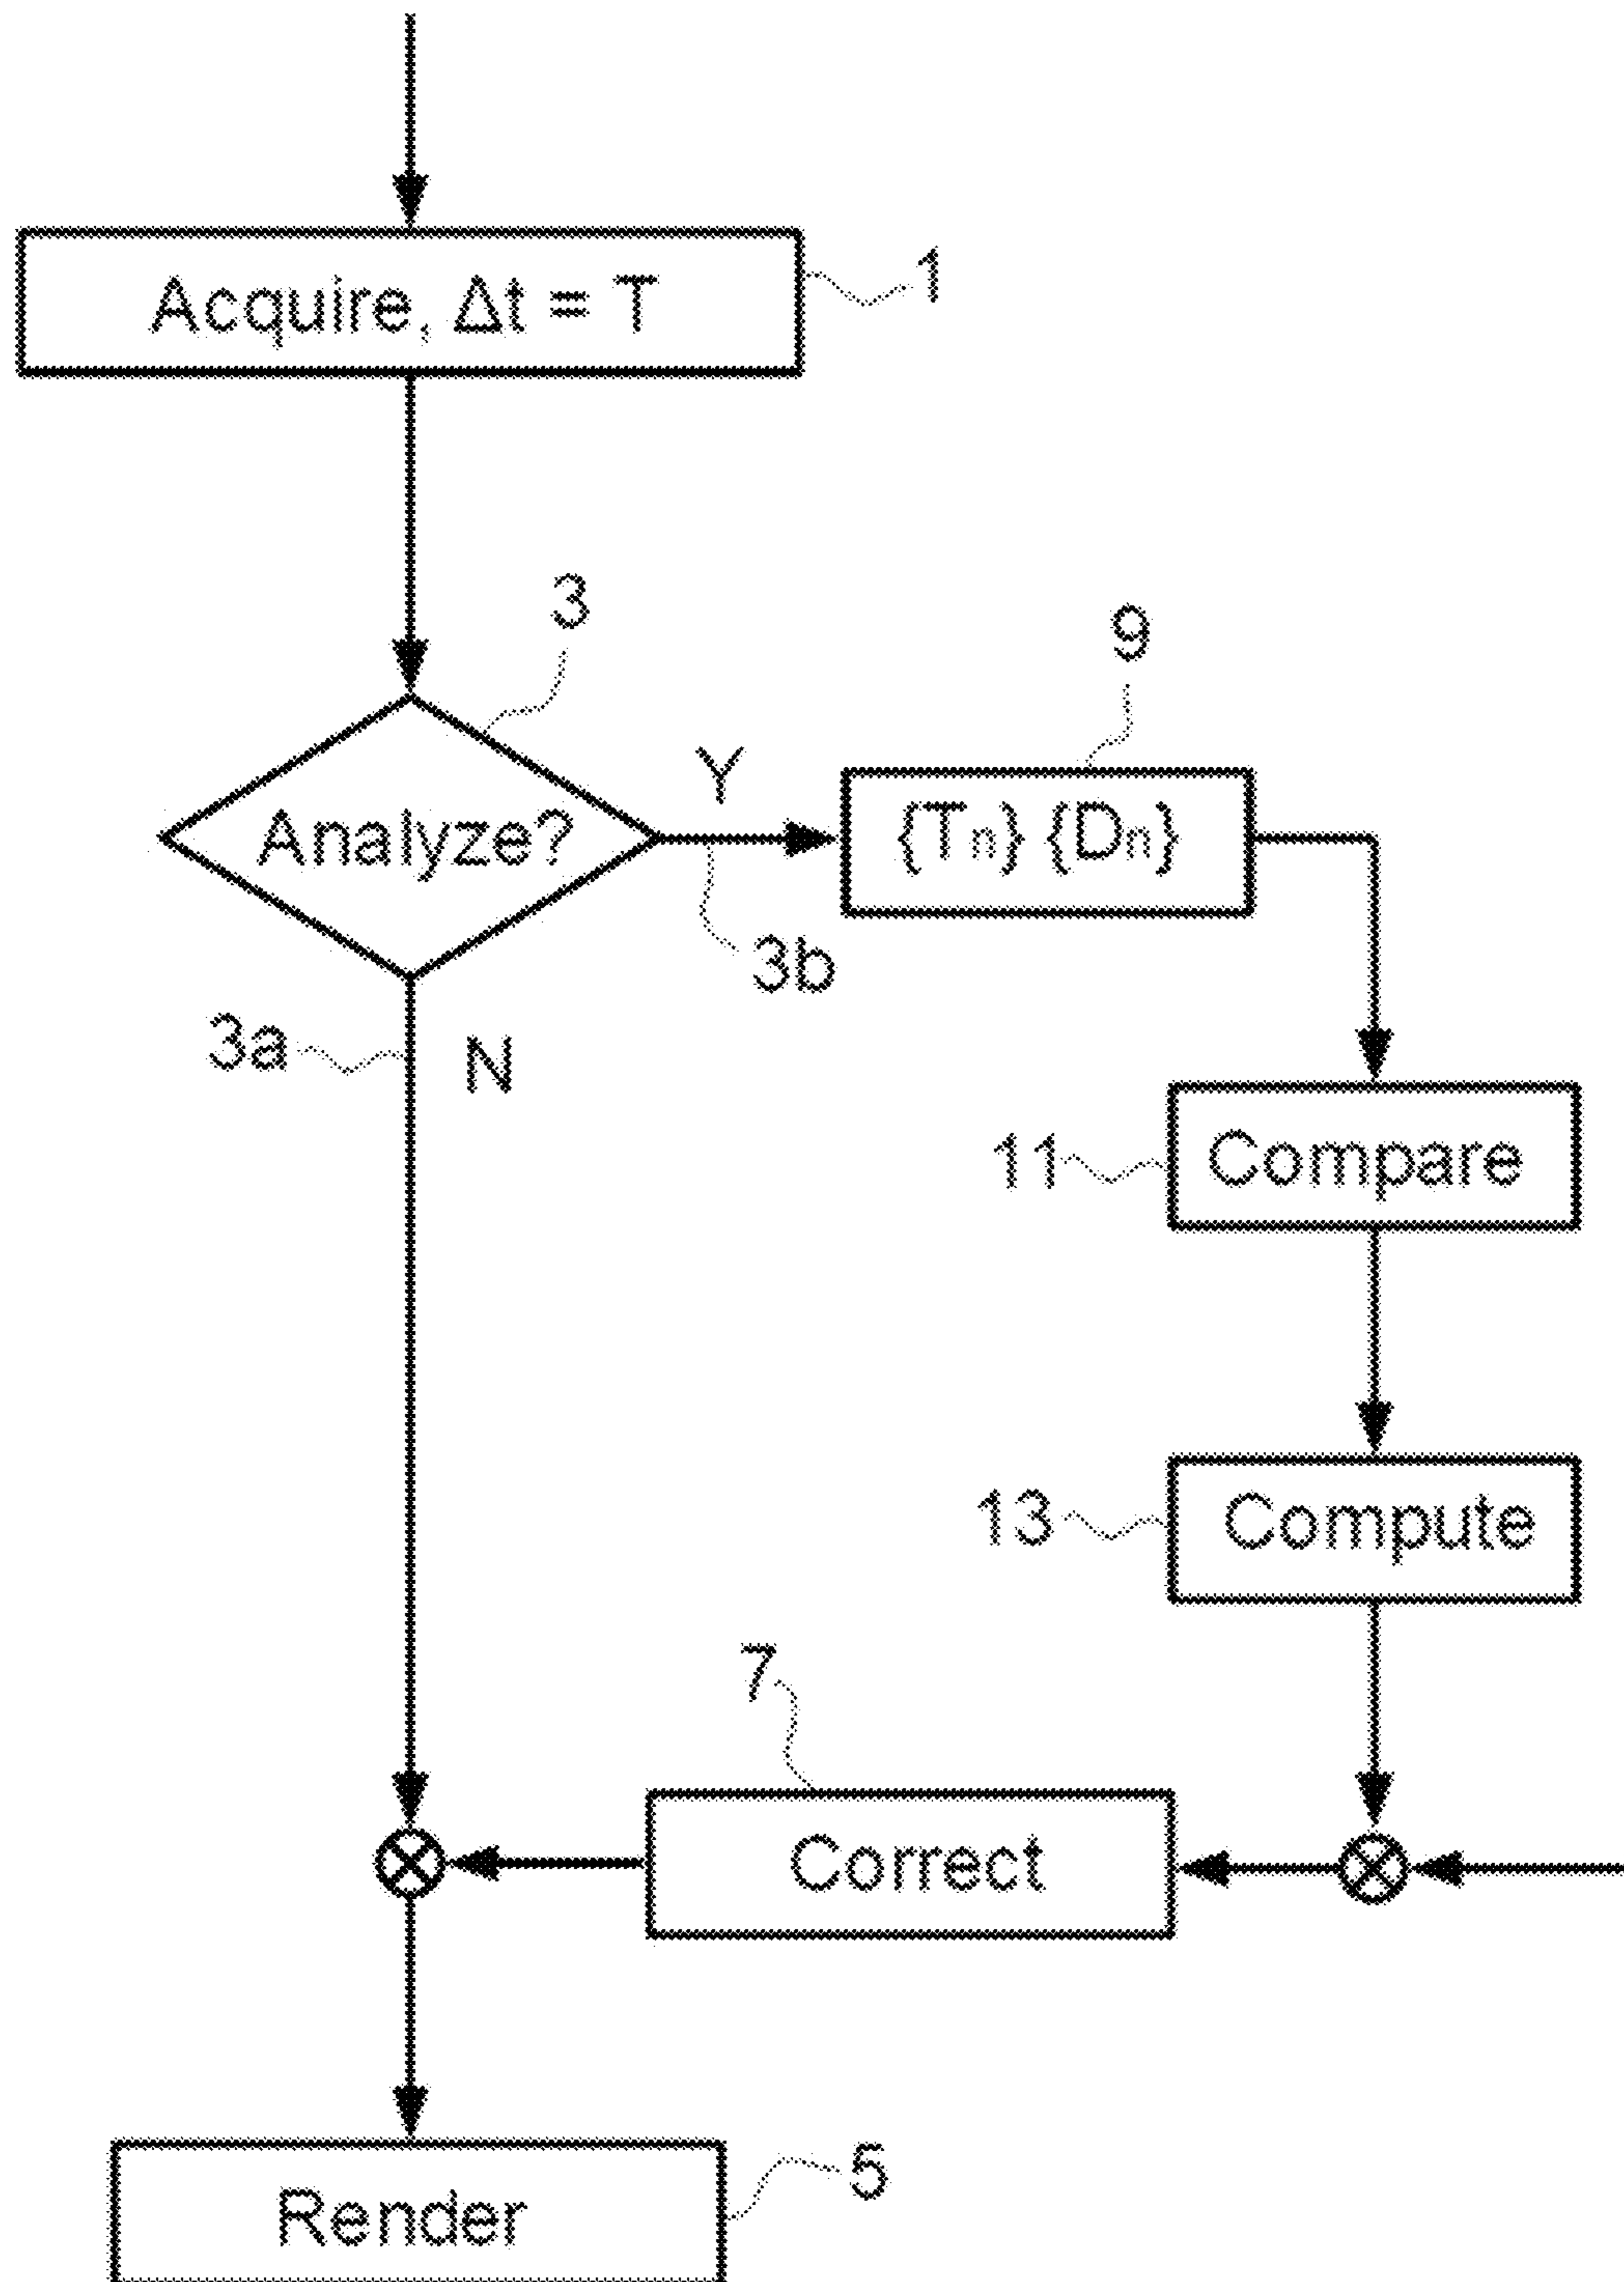 Acquire, Δt = T
1
3
9
Y
Analyze?
{Tn} {Dn}
3b
3a
N
11
Compare
13
Compute
7
Correct
5
Render